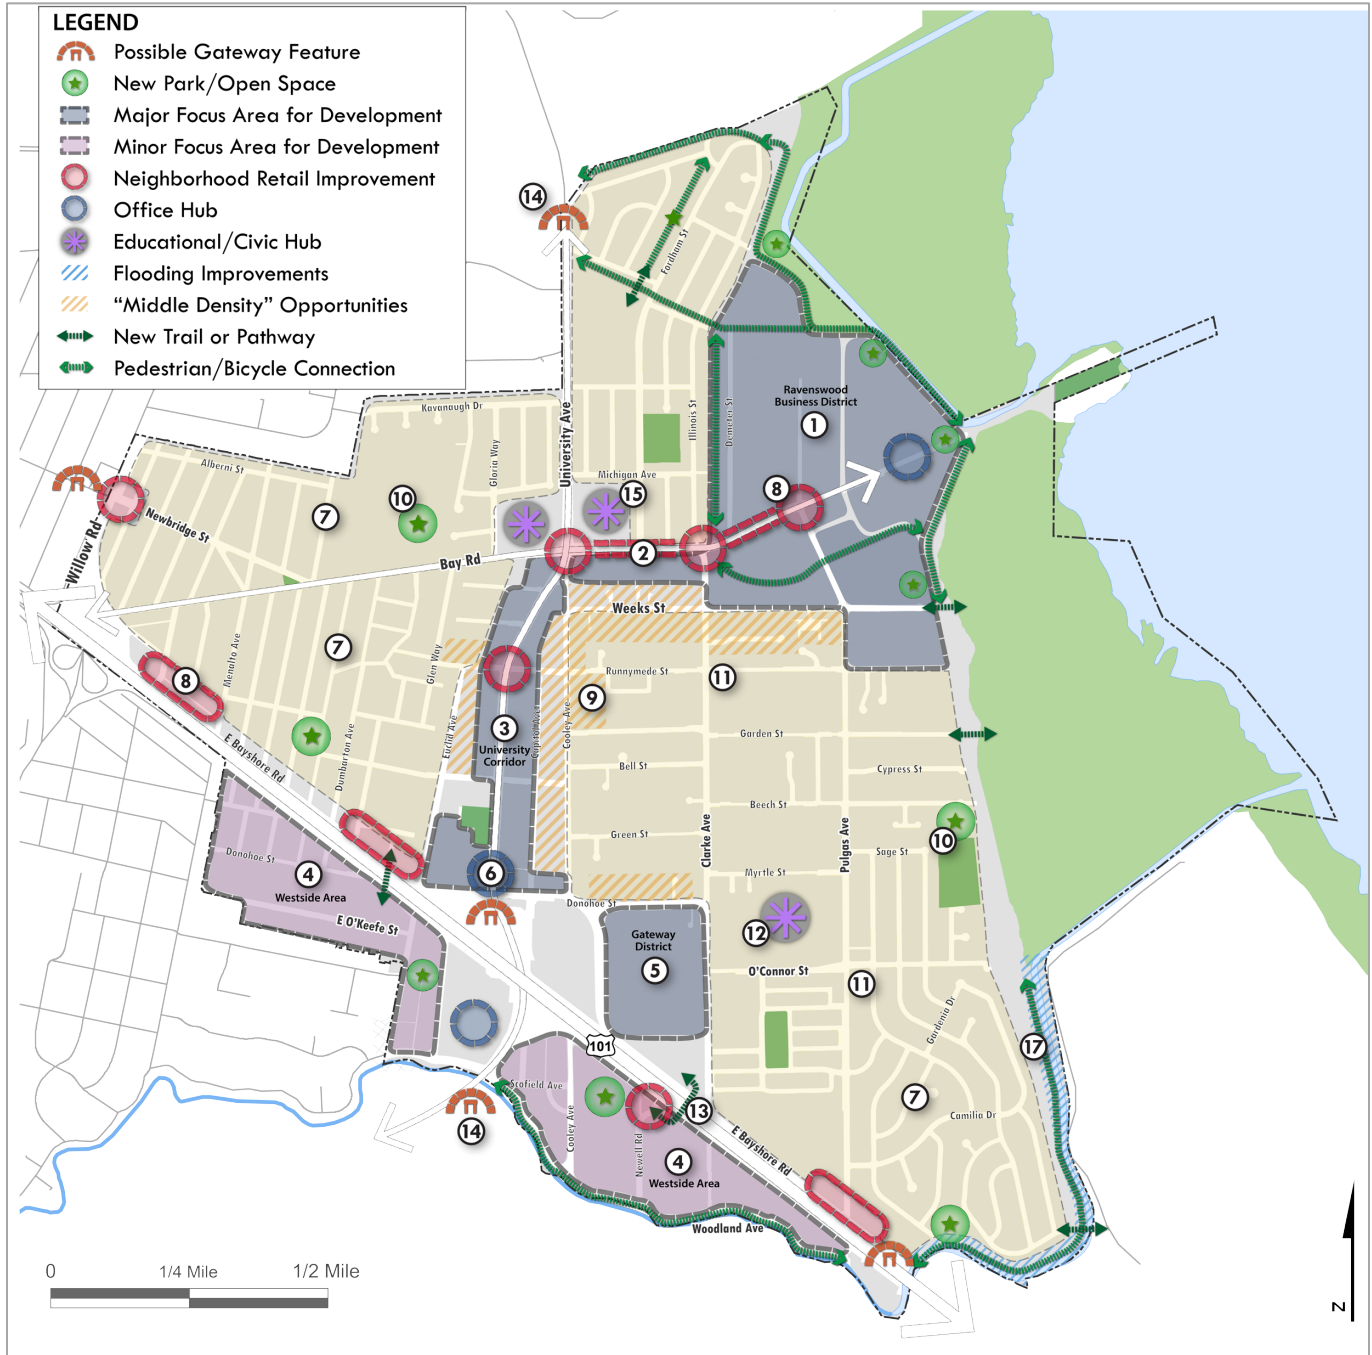 LEGEND
Possible Gateway Feature
New Park/Open Space
Major Focus Area for Development
Minor Focus Area for Development
Neighborhood Retail Improvement
Office Hub
Educational/Civic Hub
Flooding Improvements
“Middle Density” Opportunities
New Trail or Pathway
Pedestrian/Bicycle Connection
14
Fordham St
Kavanaugh Dr
University Ave
Illinois St
Demeter St
Ravenswood
Business District
1
Gloria Way
Alberni St
Michigan Ave
15
8
10
7
Newbridge St
Willow Rd
Bay Rd
2
Weeks St
7
Menalto Ave
Glen Way
Runnymede St
11
8
9
3
University
Corridor
Euclid Ave
Capitol Ave
Cooley Ave
Garden St
E Bayshore Rd
Dumbarton Ave
Bell St
Cypress St
Beech St
Green St
Clarke Ave
Pulgas Ave
10
Sage St
Donohoe St
4
Westside Area
6
Myrtle St
Donohoe St
E O'Keefe St
Gateway
District
5
12
O'Connor St
11
Gardenia Dr
101
17
Scofield Ave
7
Camilia Dr
14
Cooley Ave
Newell Rd
13
E Bayshore Rd
4
Westside Area
Woodland Ave
0
1/4 Mile
1/2 Mile
N